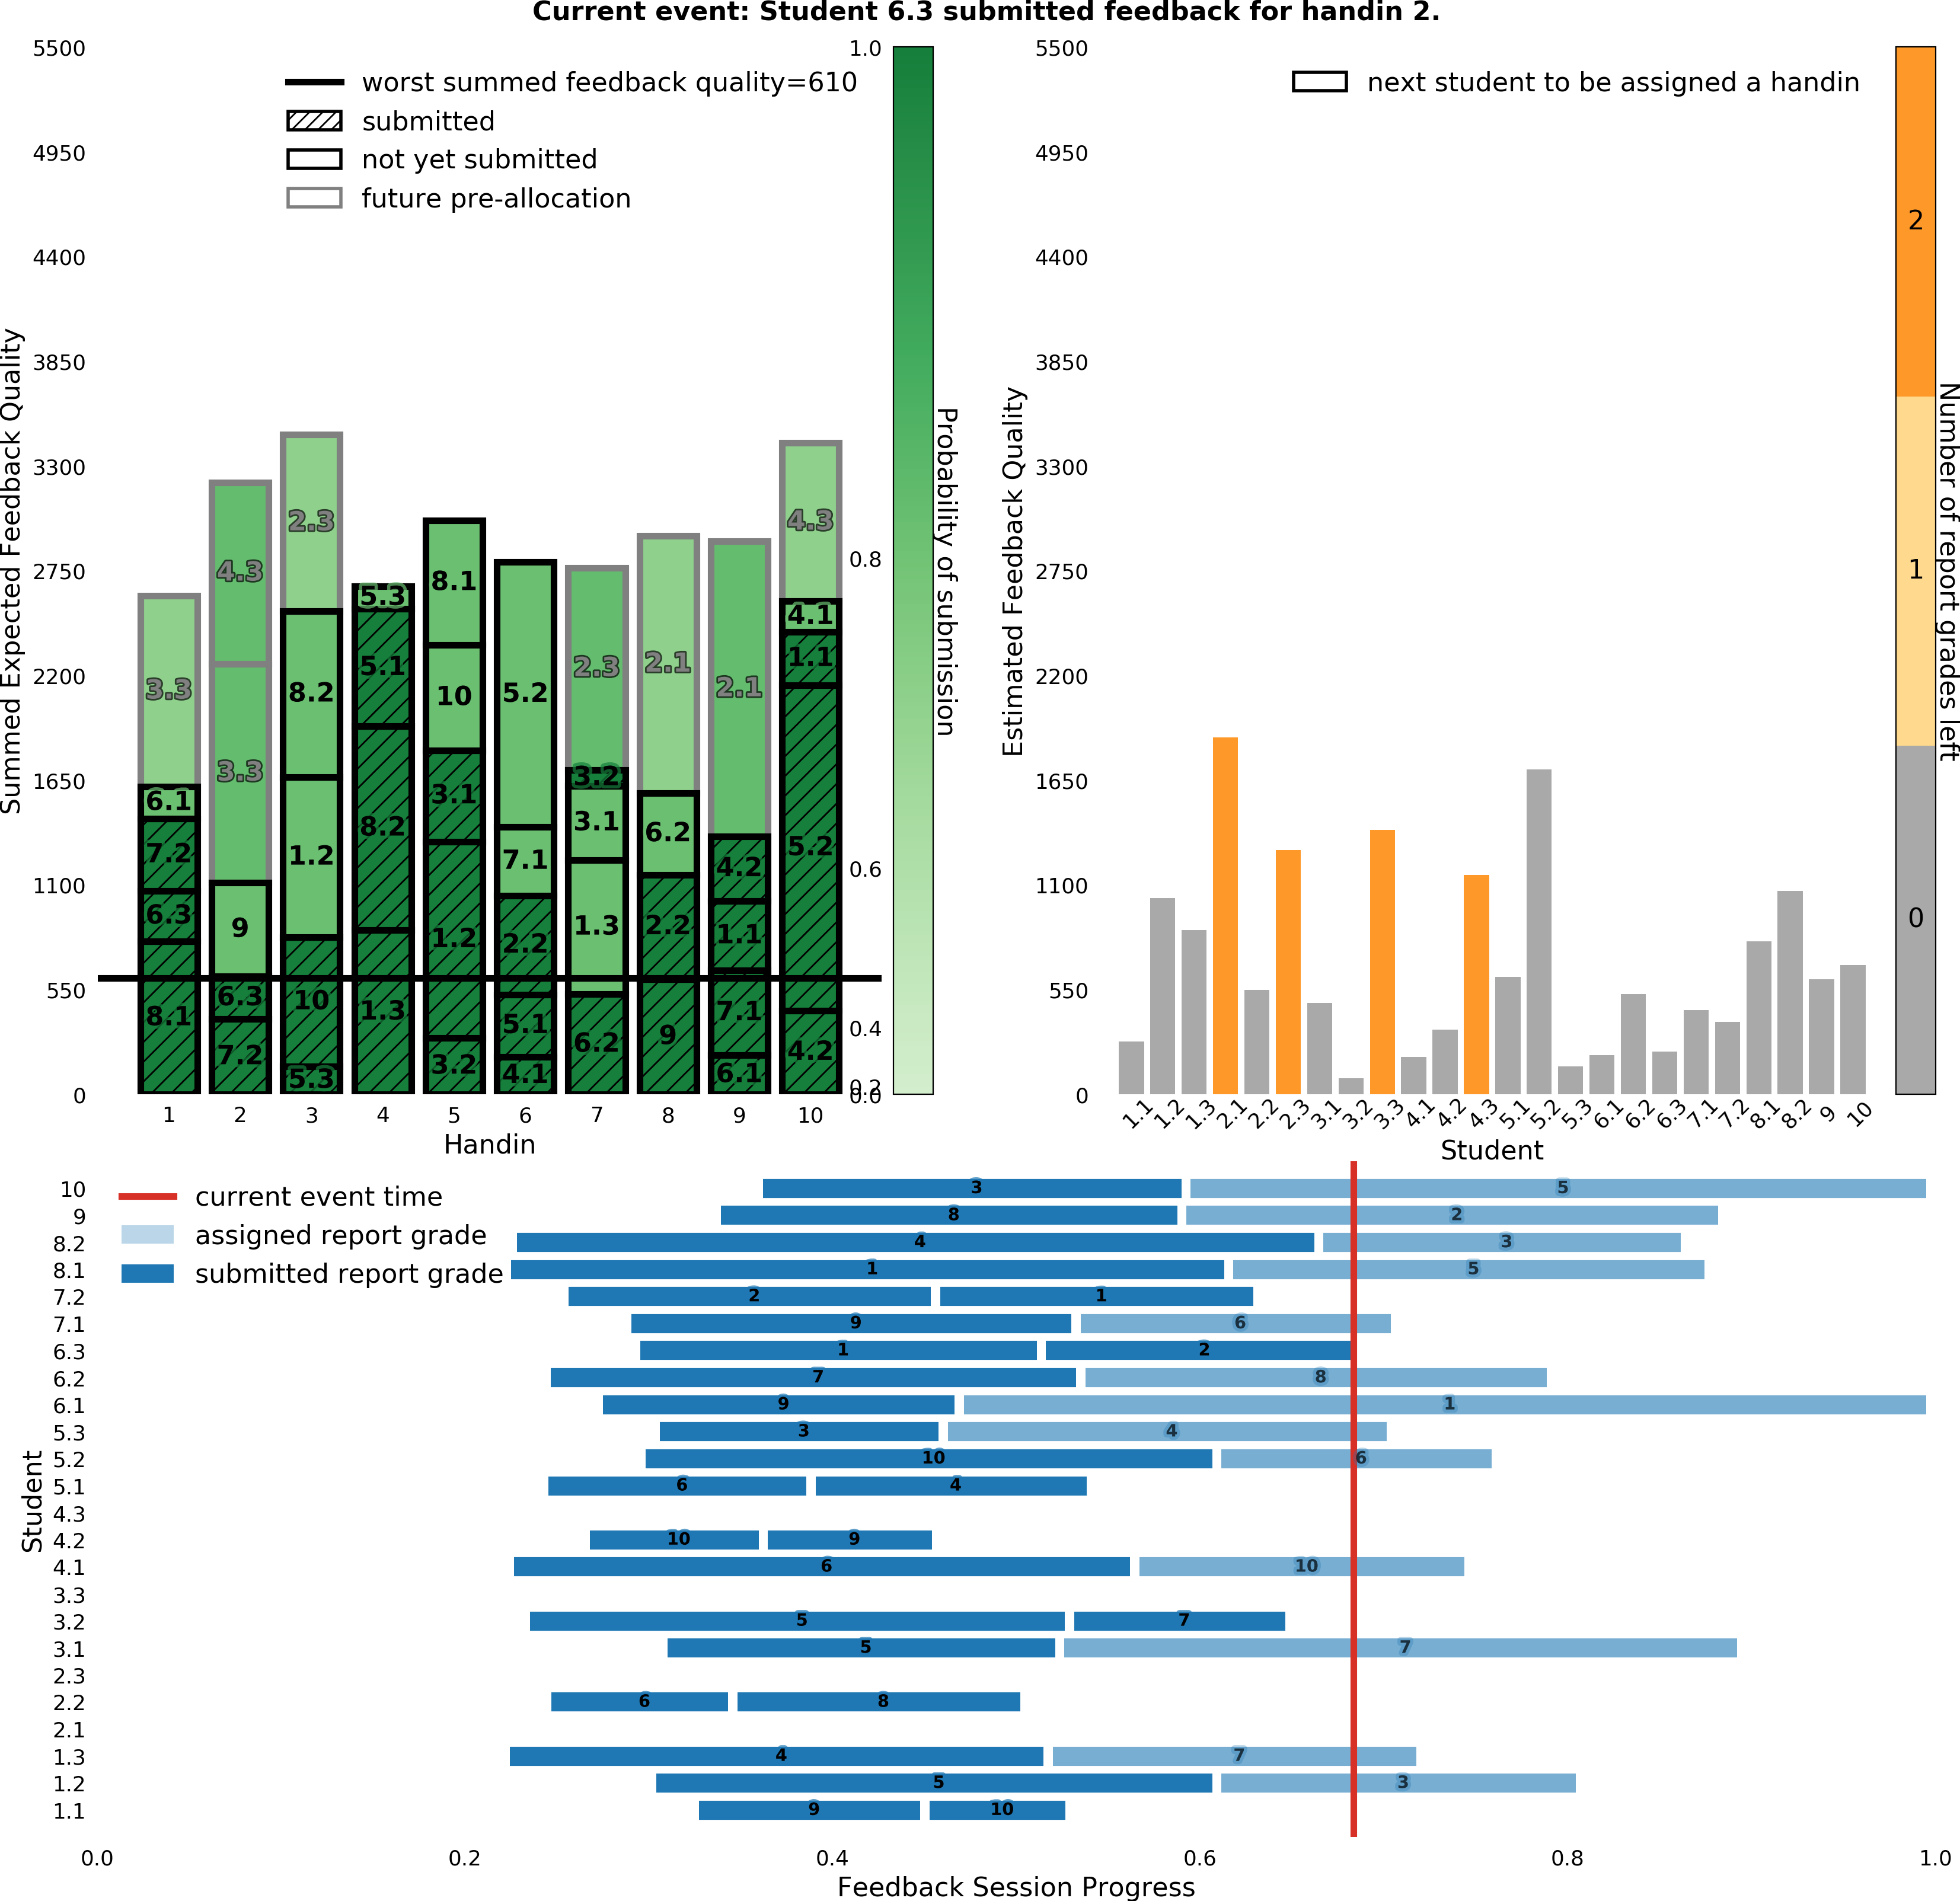 Current event: Student 6.3 submitted feedback for handin 2.
5500
4950
4400
3850
3300
2750
2200
1650
1100
550
0
Summed Expected Feedback Quality
worst summed feedback quality=610
submitted
not yet submitted
future pre-allocation
3.3
6.1
7.2
6.3
8.1
4.3
3.3
9
6.3
7.2
2.3
8.2
1.2
10
5.3
5.3
5.1
8.2
1.3
8.1
10
3.1
1.2
3.2
5.2
7.1
2.2
5.1
4.1
2.3
3.2
3.1
1.3
6.2
2.1
6.2
2.2
9
2.1
4.2
1.1
7.1
6.1
4.3
4.1
1.1
5.2
4.2
1 2 3 4 5 6 7 8 9 10
Handin
1.0
0.8
0.6
0.4
0.2
0.0
Probability of submission
5500
4950
4400
3850
3300
2750
2200
1650
1100
550
0
Estimated Feedback Quality
next student to be assigned a handin
1.1 1.2 1.3 2.1 2.2 2.3 3.1 3.2 3.3 4.1 4.2 4.3 5.1 5.2 5.3 6.1 6.2 6.3 7.1 7.2 8.1 8.2 9 10
Student
2
1
0
Number of report grades left
current event time
assigned report grade
submitted report grade
Student
10 3 5
9 8 2
8.2 4 3
8.1 1 5
7.2 2 1
7.1 9 6
6.3 1 2
6.2 7 8
6.1 9 1
5.3 3 4
5.2 10 6
5.1 6 4
4.3
4.2 10 9
4.1 6 10
3.3
3.2 5 7
3.1 5 7
2.3
2.2 6 8
2.1
1.3 4 7
1.2 5 3
1.1 9 10
0.0 0.2 0.4 0.6 0.8 1.0
Feedback Session Progress